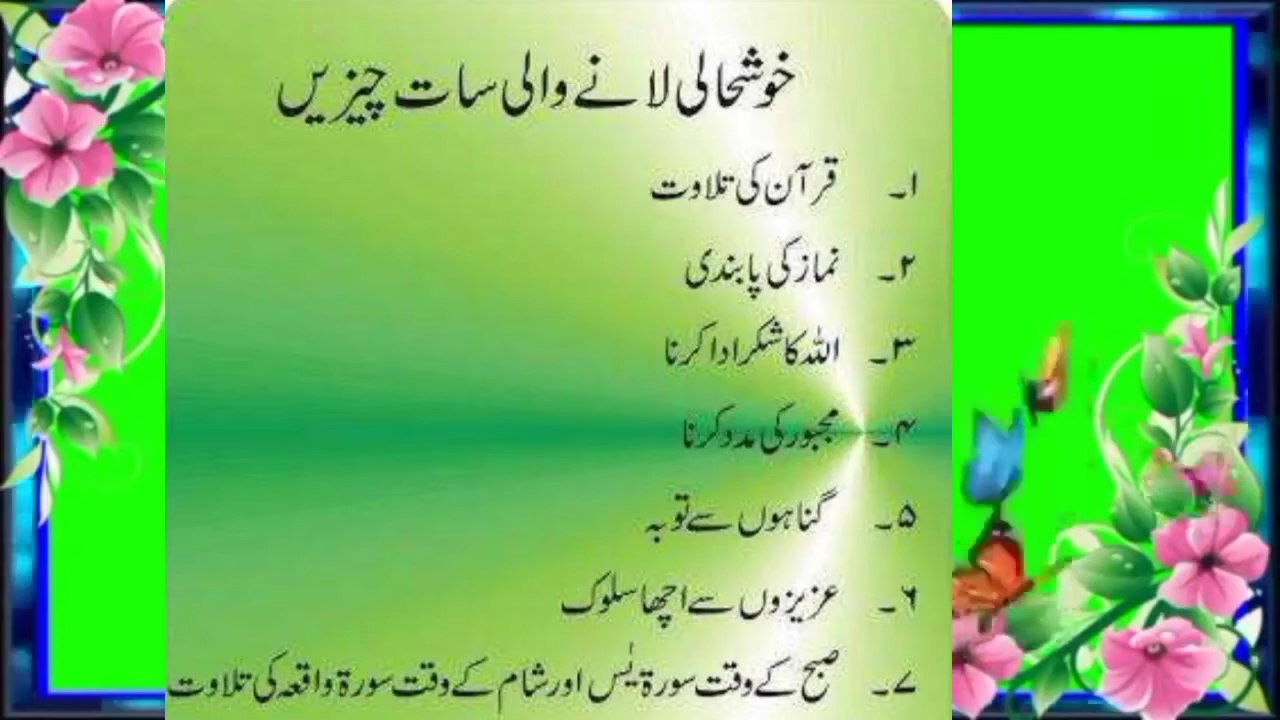 خوشحالی لانے والی سات چیزیں
۱۔ قرآن کی تلاوت
۲۔ نماز کی پابندی
۳۔ اللہ کا شکر ادا کرنا
۴۔ مجبور کی مدد کرنا
۵۔ گناہوں سے توبہ
۶۔ عزیزوں سے اچھا سلوک
۷۔ صبح کے وقت سورۃ یٰس اور شام کے وقت سورۃ واقعہ کی تلاوت